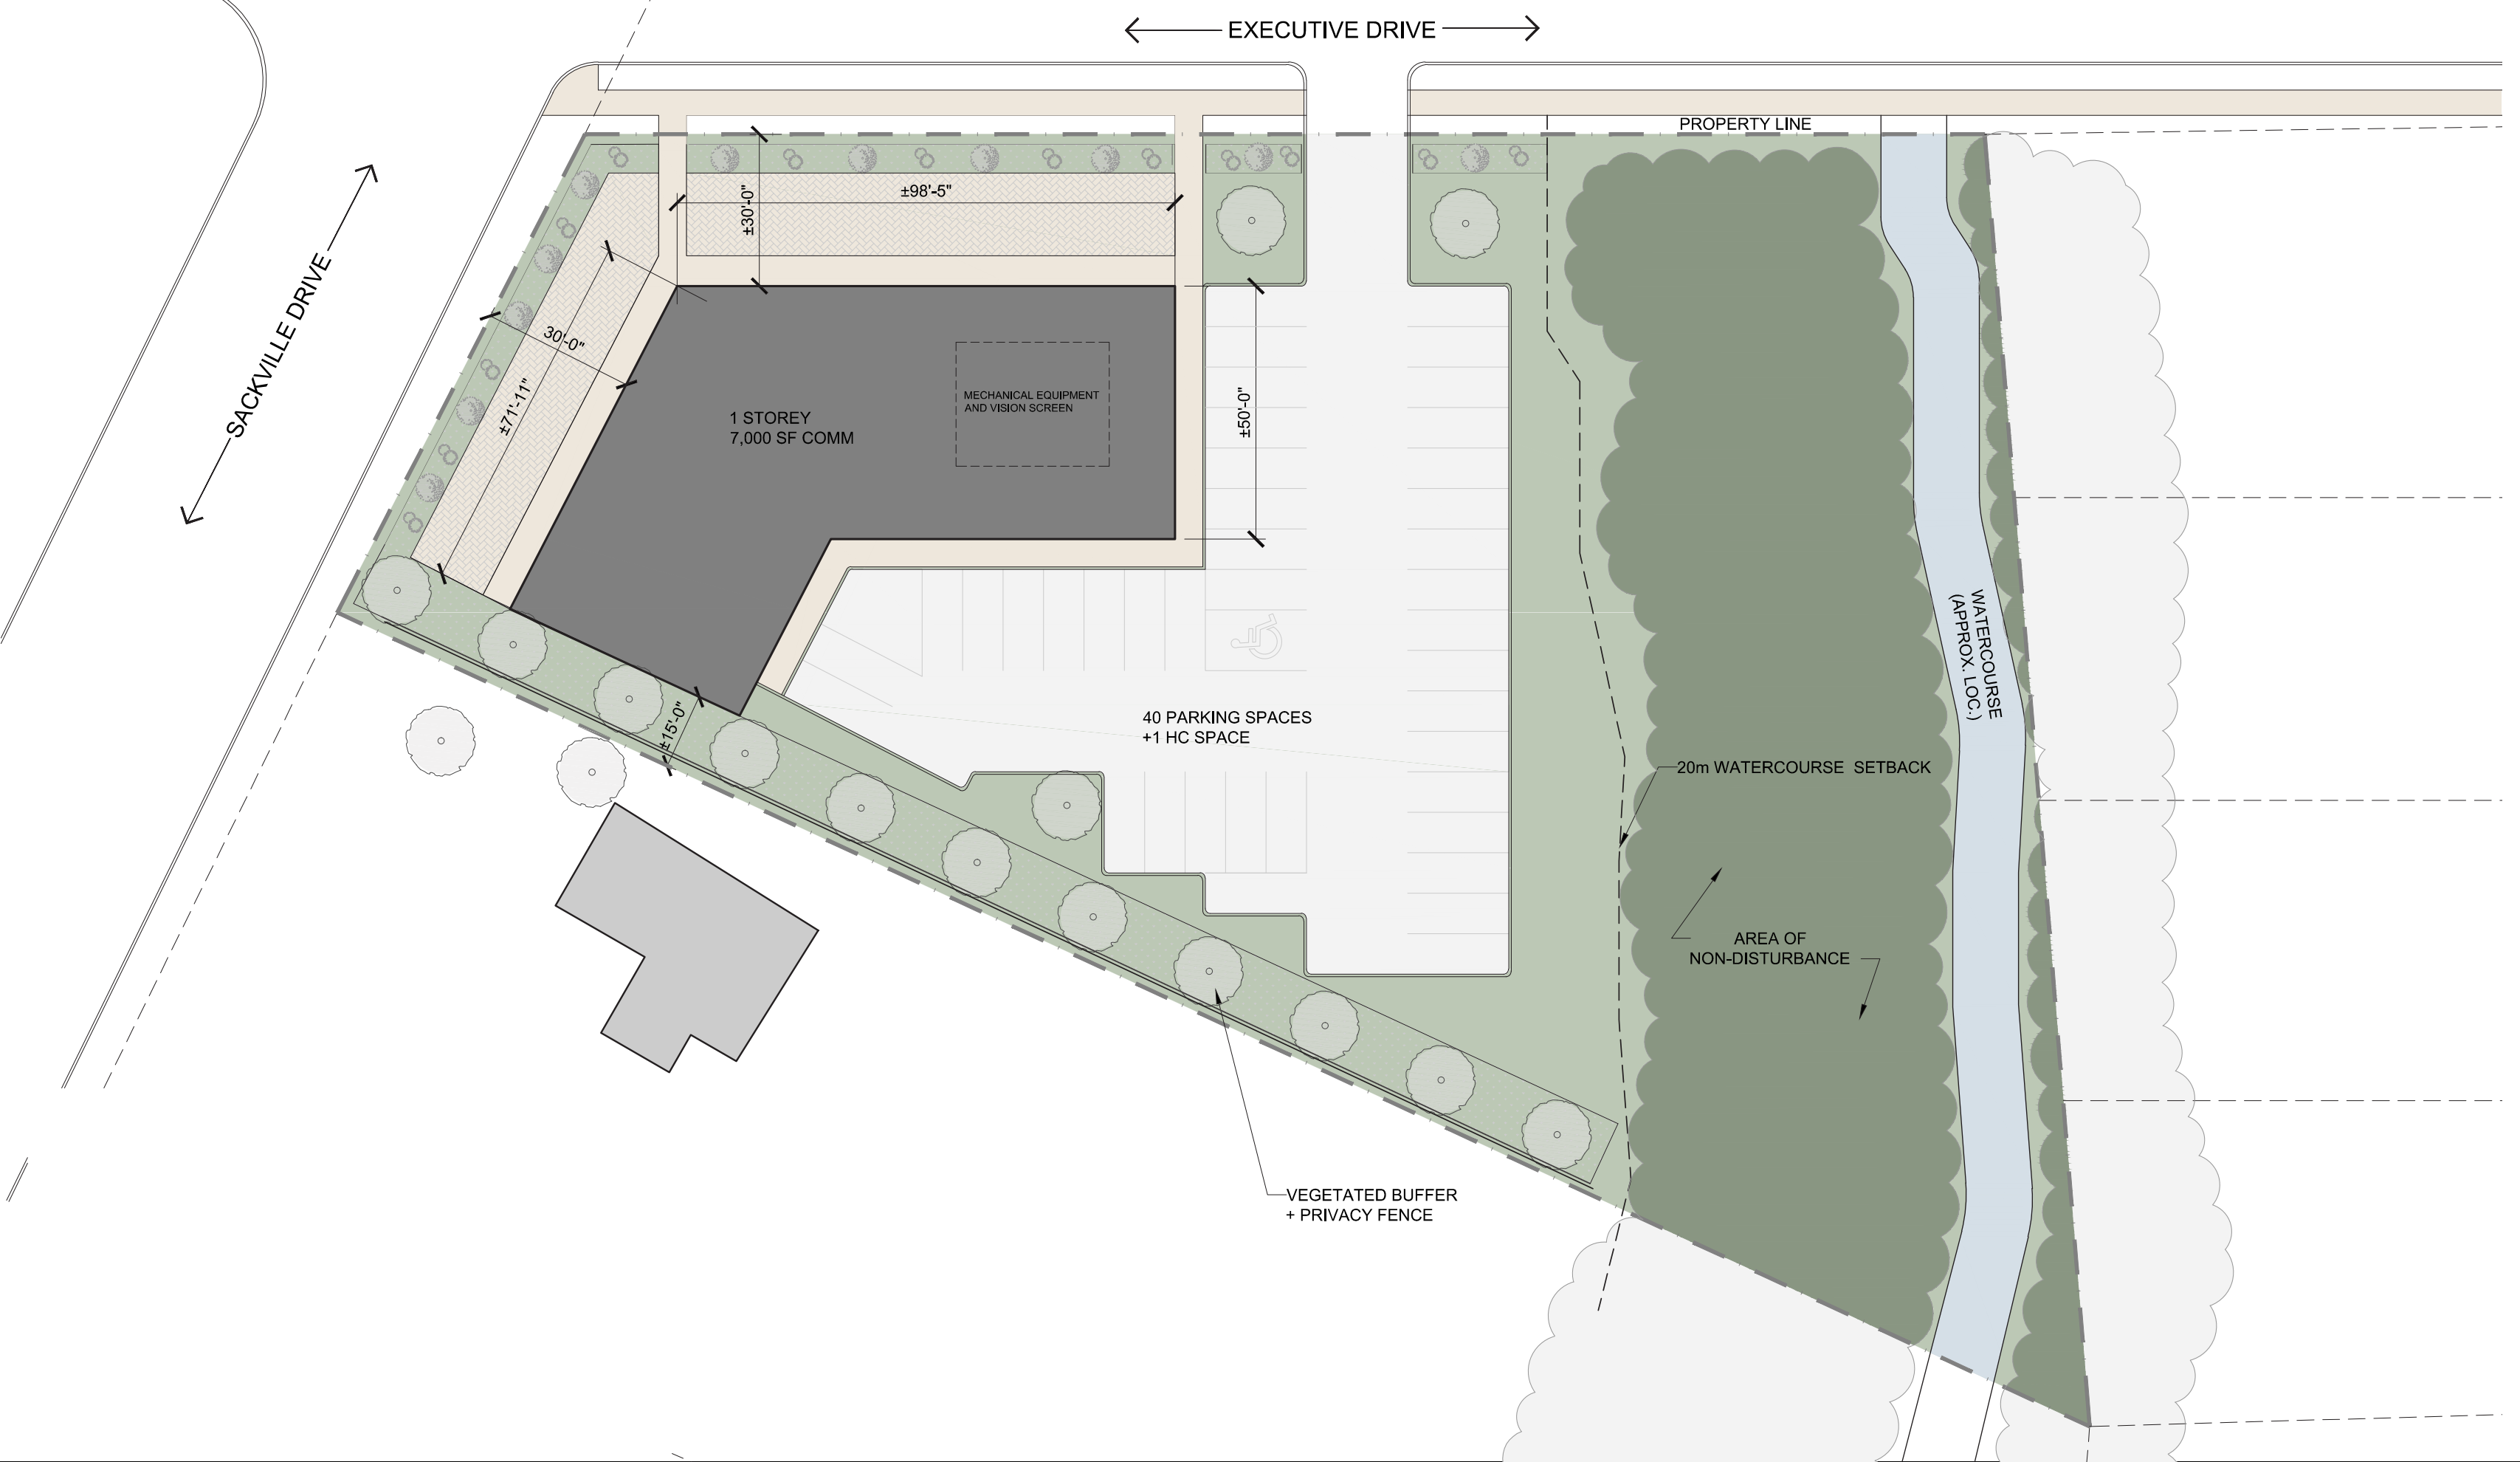 EXECUTIVE DRIVE
PROPERTY LINE
±98'-5"
±30'-0"
SACKVILLE DRIVE
30'-0"
±71'-11"
MECHANICAL EQUIPMENT
AND VISION SCREEN
1 STOREY
7,000 SF COMM
±50'-0"
WATERCOURSE
(APPROX. LOC.)
±15'-0"
40 PARKING SPACES
+1 HC SPACE
20m WATERCOURSE SETBACK
AREA OF
NON-DISTURBANCE
VEGETATED BUFFER
+ PRIVACY FENCE